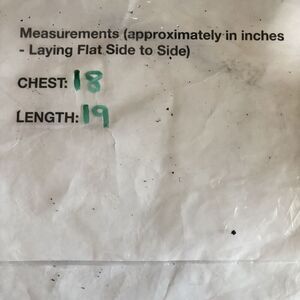 Measurements (approximately in inches
- Laying Flat Side to Side)
CHEST: 18
LENGTH: 19